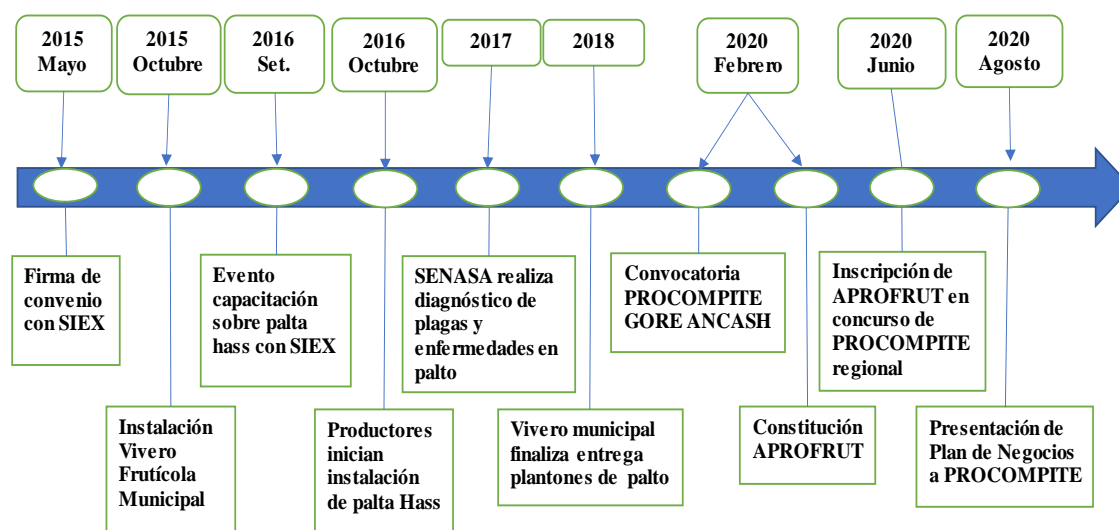 2015
Mayo
2015
Octubre
2016
Set.
2016
Octubre
2017
2018
2020
Febrero
2020
Junio
2020
Agosto
Firma de
convenio
con SIEX
Evento
capacitación
sobre palta
hass con SIEX
SENASA realiza
diagnóstico de
plagas y
enfermedades en
palto
Convocatoria
PROCOMPITE
GORE ANCASH
Inscripción de
APROFRUT en
concurso de
PROCOMPITE
regional
Instalación
Vivero
Frutícola
Municipal
Productores
inician
instalación
de palta Hass
Vivero municipal
finaliza entrega
plantones de palto
Constitución
APROFRUT
Presentación de
Plan de Negocios
a PROCOMPITE